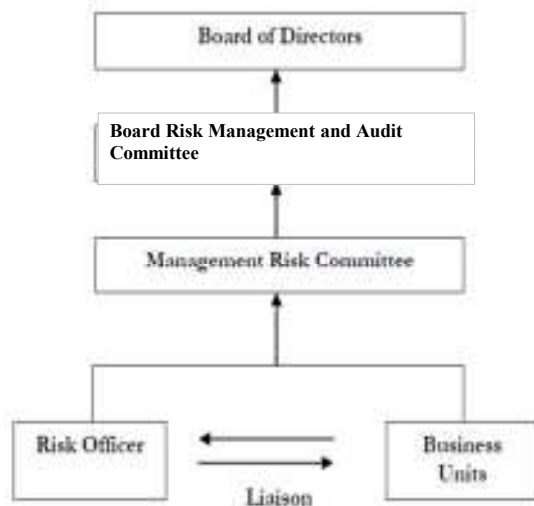 Board of Directors
Board Risk Management and Audit
Committee
Management Risk Committee
Risk Officer
Business
Units
Liaison